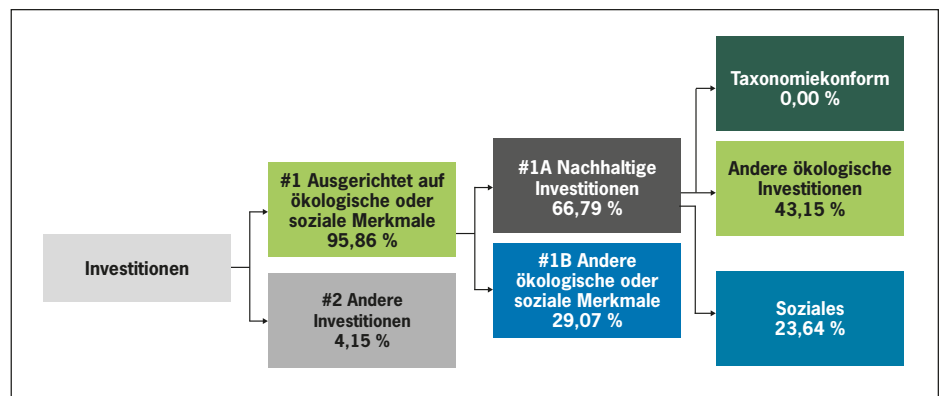 Investitionen
#1 Ausgerichtet auf
ökologische oder
soziale Merkmale
95,86 %
#2 Andere
Investitionen
4,15 %
#1A Nachhaltige
Investitionen
66,79 %
#1B Andere
ökologische oder
soziale Merkmale
29,07 %
Taxonomiekonform
0,00 %
Andere ökologische
Investitionen
43,15 %
Soziales
23,64 %